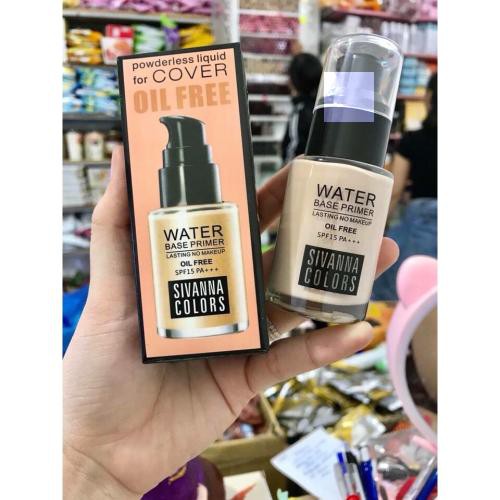 powderless liquid
for COVER
OIL FREE
WATER
BASE PRIMER
LASTING NO MAKEUP
OIL FREE
SPF15 PA+++
SIVANNA
COLORS
WATER
BASE PRIMER
LASTING NO MAKEUP
OIL FREE
SPF15 PA+++
SIVANNA
COLORS